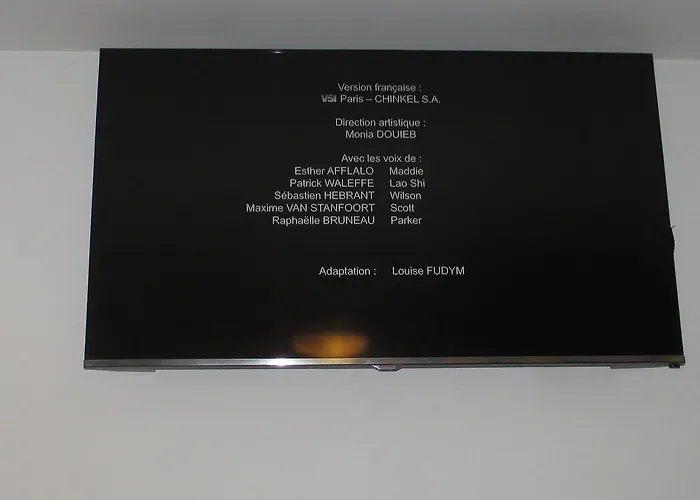 Version française :
VSI Paris – CHINKEL S.A.
Direction artistique :
Monia DOUIEB
Avec les voix de :
Esther AFFLALO Maddie
Patrick WALEFFE Lao Shi
Sébastien HEBRANT Wilson
Maxime VAN STANFOORT Scott
Raphaëlle BRUNEAU Parker
Adaptation : Louise FUDYM